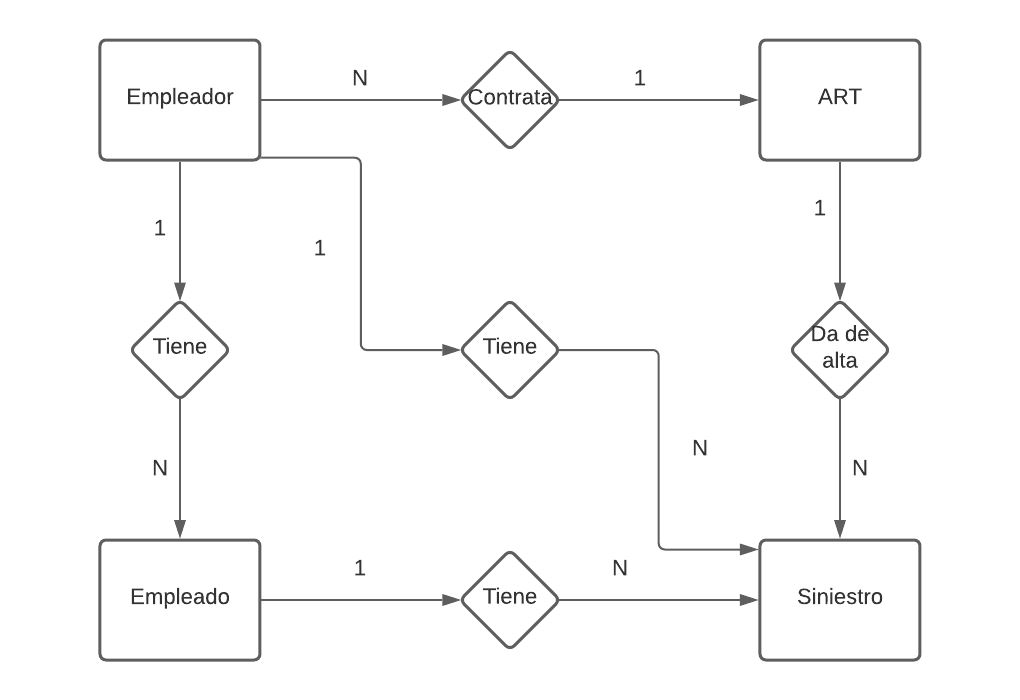 N
1
Empleador
Contrata
ART
1
1
1
Tiene
Tiene
Da de
alta
N
N
N
1
N
Empleado
Tiene
Siniestro